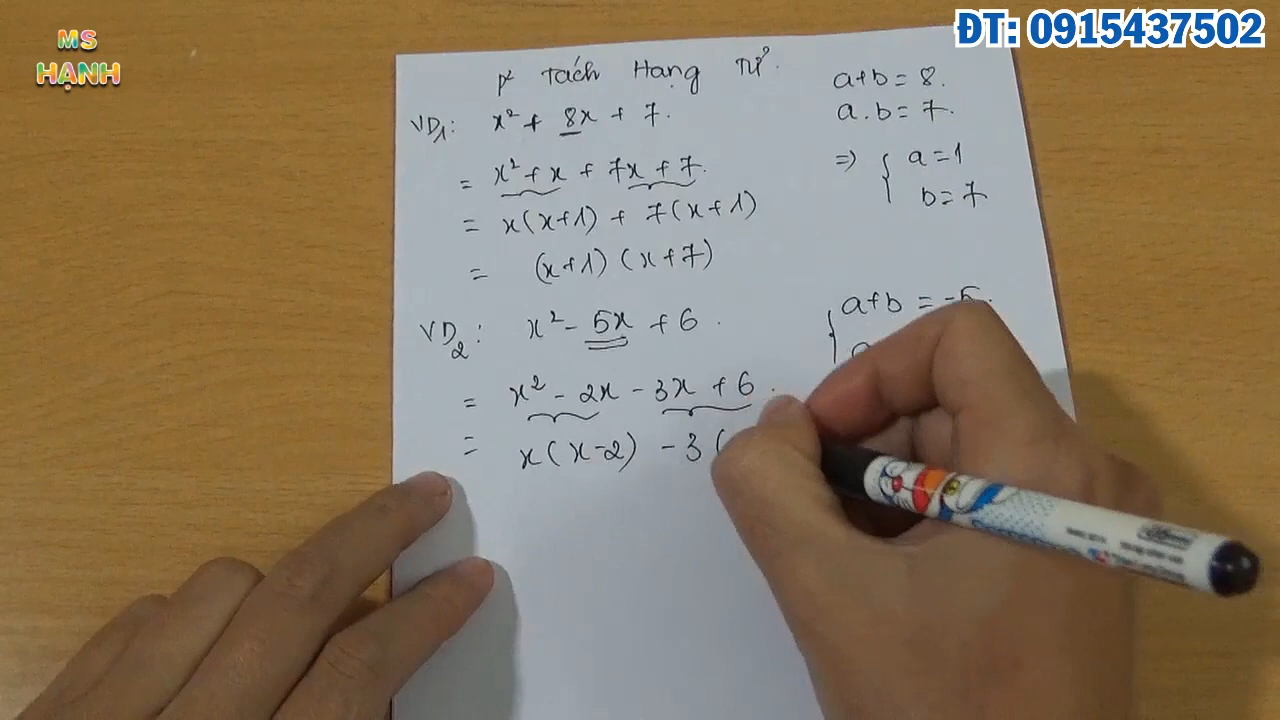 ĐT: 0915437502
MS
HẠNH
P² Tách Hạng Tử.
VD1: x² + 8x + 7.
= x² + x + 7x + 7.
= x(x+1) + 7(x+1)
= (x+1)(x+7)
a+b = 8.
a.b = 7.
=> { a = 1
b = 7
VD2: x² - 5x + 6.
= x² - 2x - 3x + 6.
= x(x-2) - 3(
{ a+b = -5.